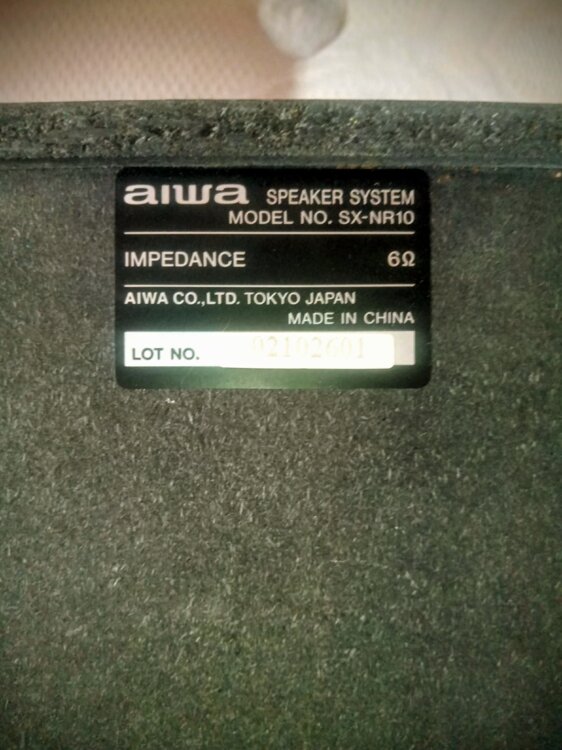 aiwa SPEAKER SYSTEM
MODEL NO. SX-NR10
IMPEDANCE 6Ω
AIWA CO.,LTD. TOKYO JAPAN
MADE IN CHINA
LOT NO. 02102601